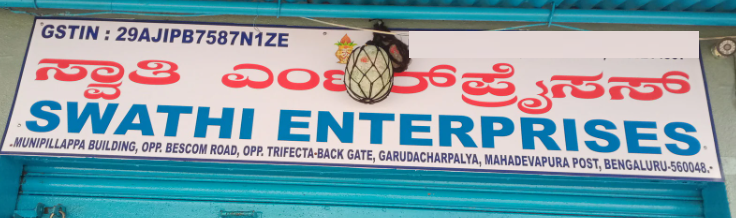 GSTIN : 29AJIPB7587N1ZE
ಸ್ವಾತಿ ಎಂಟರ್‌ಪ್ರೈಸಸ್
SWATHI ENTERPRISES
MUNIPILLAPPA BUILDING, OPP. BESCOM ROAD, OPP. TRIFECTA-BACK GATE, GARUDACHARPALYA, MAHADEVAPURA POST, BENGALURU-560048.